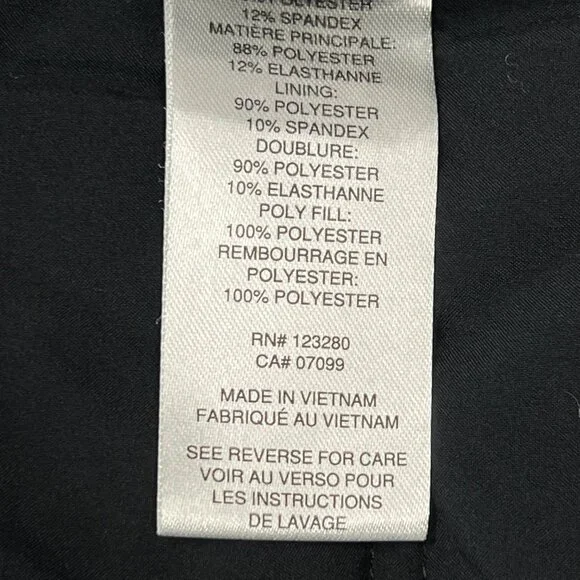 POLYESTER
12% SPANDEX
MATIÈRE PRINCIPALE:
88% POLYESTER
12% ELASTHANNE
LINING:
90% POLYESTER
10% SPANDEX
DOUBLURE:
90% POLYESTER
10% ELASTHANNE
POLY FILL:
100% POLYESTER
REMBOURRAGE EN
POLYESTER:
100% POLYESTER
RN# 123280
CA# 07099
MADE IN VIETNAM
FABRIQUÉ AU VIETNAM
SEE REVERSE FOR CARE
VOIR AU VERSO POUR
LES INSTRUCTIONS
DE LAVAGE